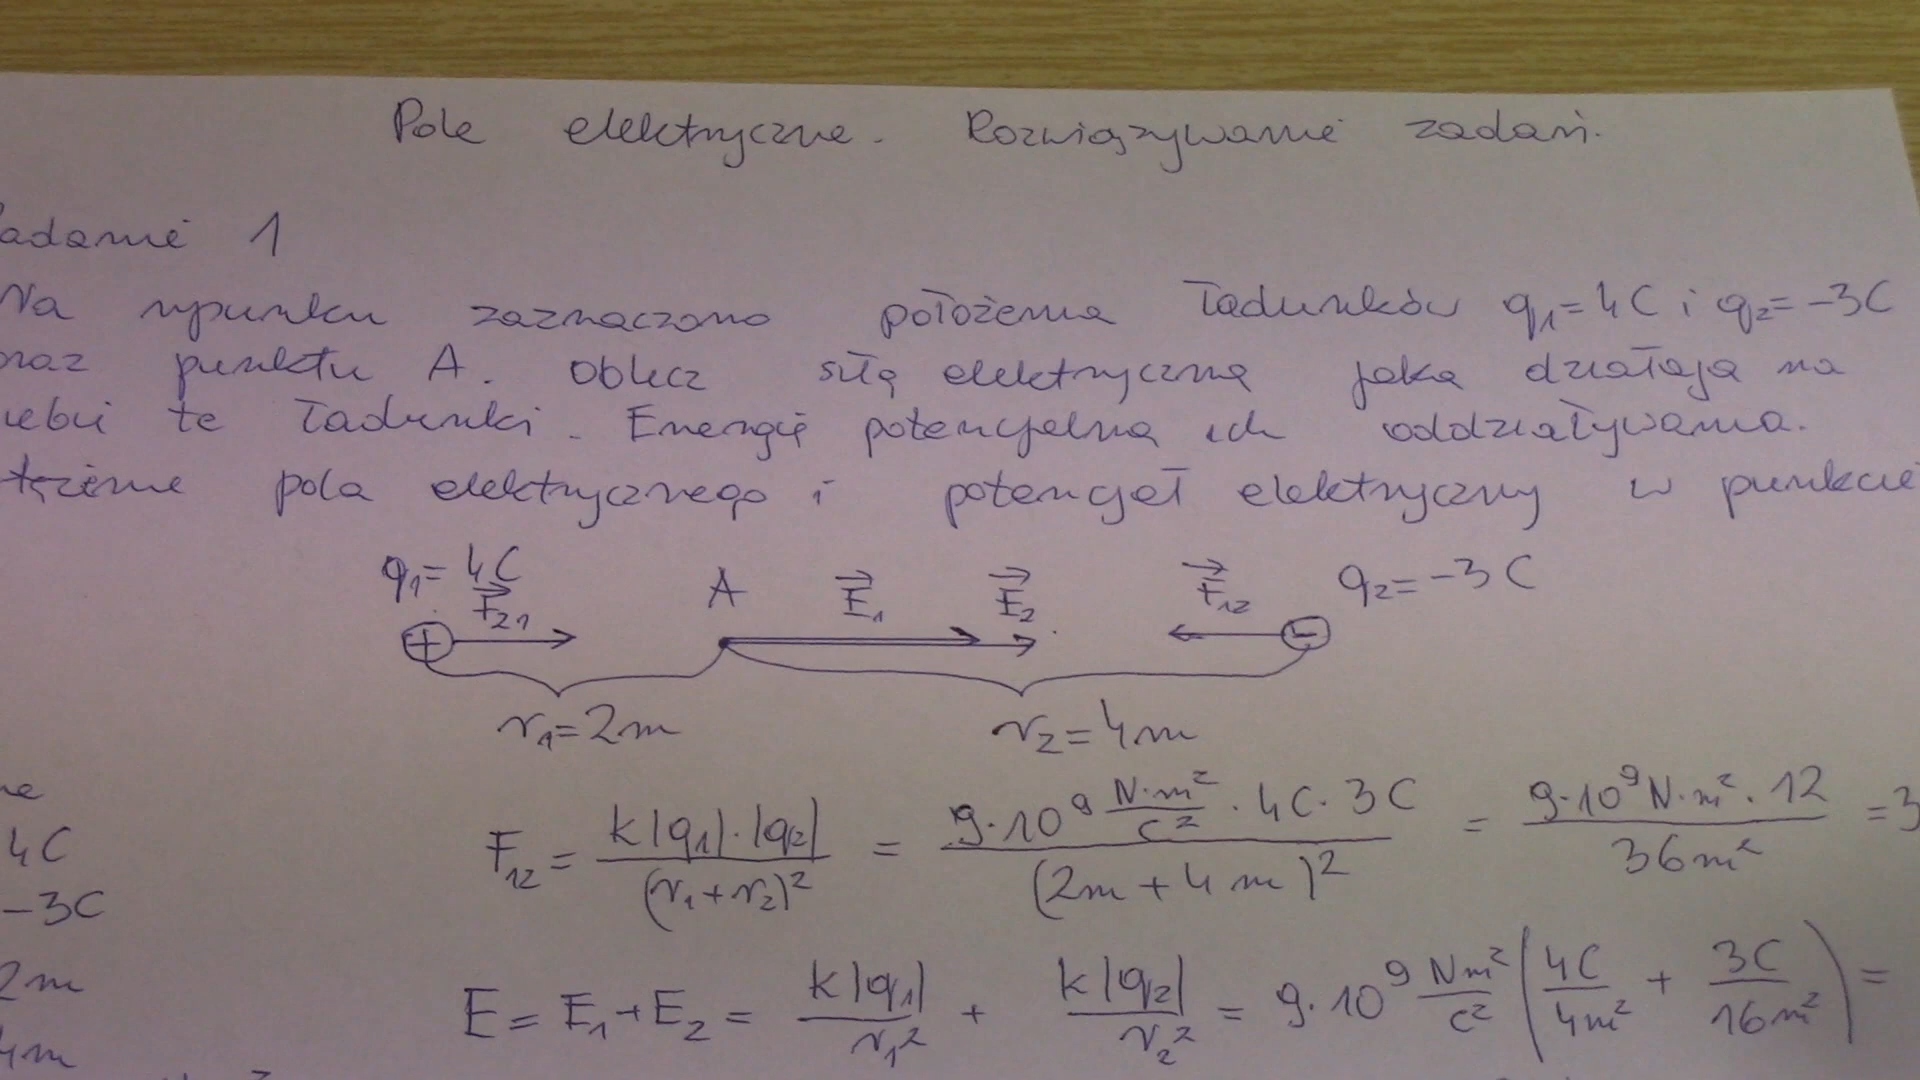 Pole elektryczne. Rozwiązywanie zadań.
adanie 1
Na rysunku zaznaczono położenia ładunków q₁=4C i q₂=-3C
oraz punktu A. Oblicz siłę elektryczną jaką działają na
iebie te ładunki. Energię potencjalną ich oddziaływania.
tężenie pola elektrycznego i potencjał elektryczny w punkcie
q₁= 4C A E₁ E₂ F₁₂ q₂=-3C
F₂₁
+ -
r₁=2m r₂=4m
ne
4C
-3C
2m
4m
F₁₂ = k|q₁|·|q₂| / (r₁+r₂)² = 9·10⁹ N·m²/C² · 4C · 3C / (2m + 4m)² = 9·10⁹ N·m² · 12 / 36m² = 3
E = E₁+E₂ = k|q₁| / r₁² + k|q₂| / r₂² = 9·10⁹ Nm²/C² (4C/4m² + 3C/16m²) =